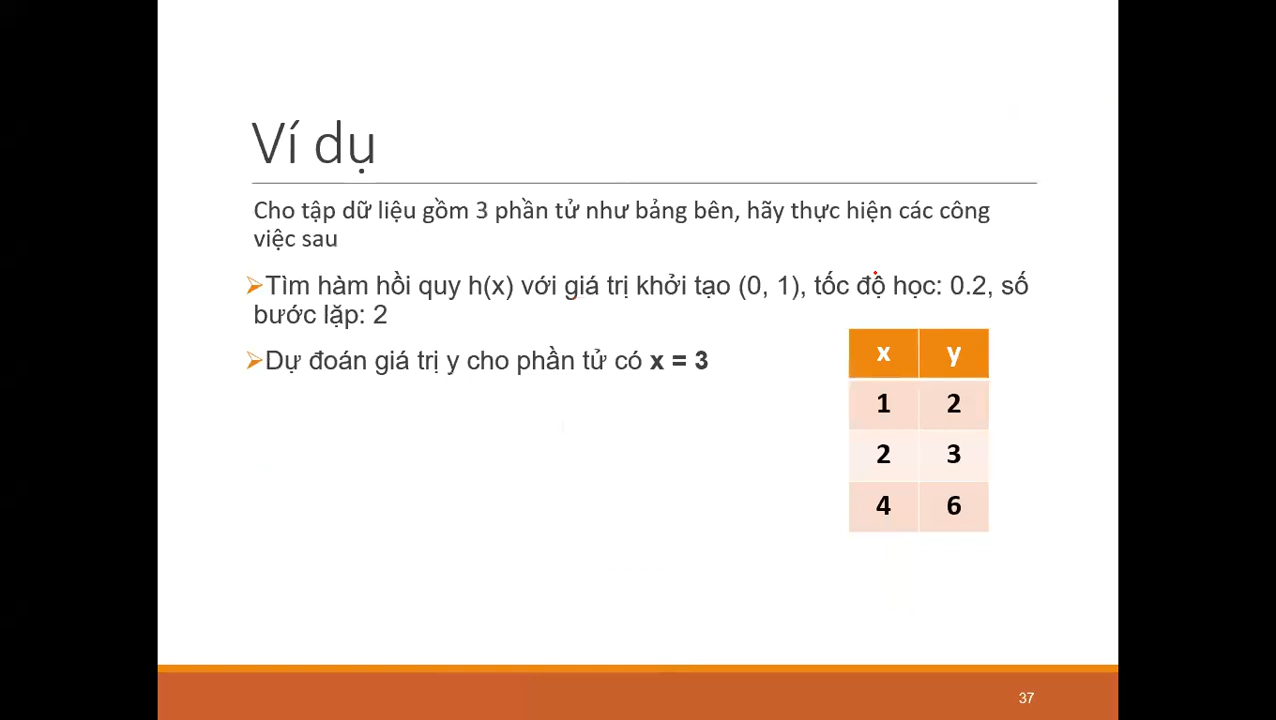 Ví dụ
Cho tập dữ liệu gồm 3 phần tử như bảng bên, hãy thực hiện các công
việc sau
➢Tìm hàm hồi quy h(x) với giá trị khởi tạo (0, 1), tốc độ học: 0.2, số
bước lặp: 2
➢Dự đoán giá trị y cho phần tử có x = 3
x y
1 2
2 3
4 6
37